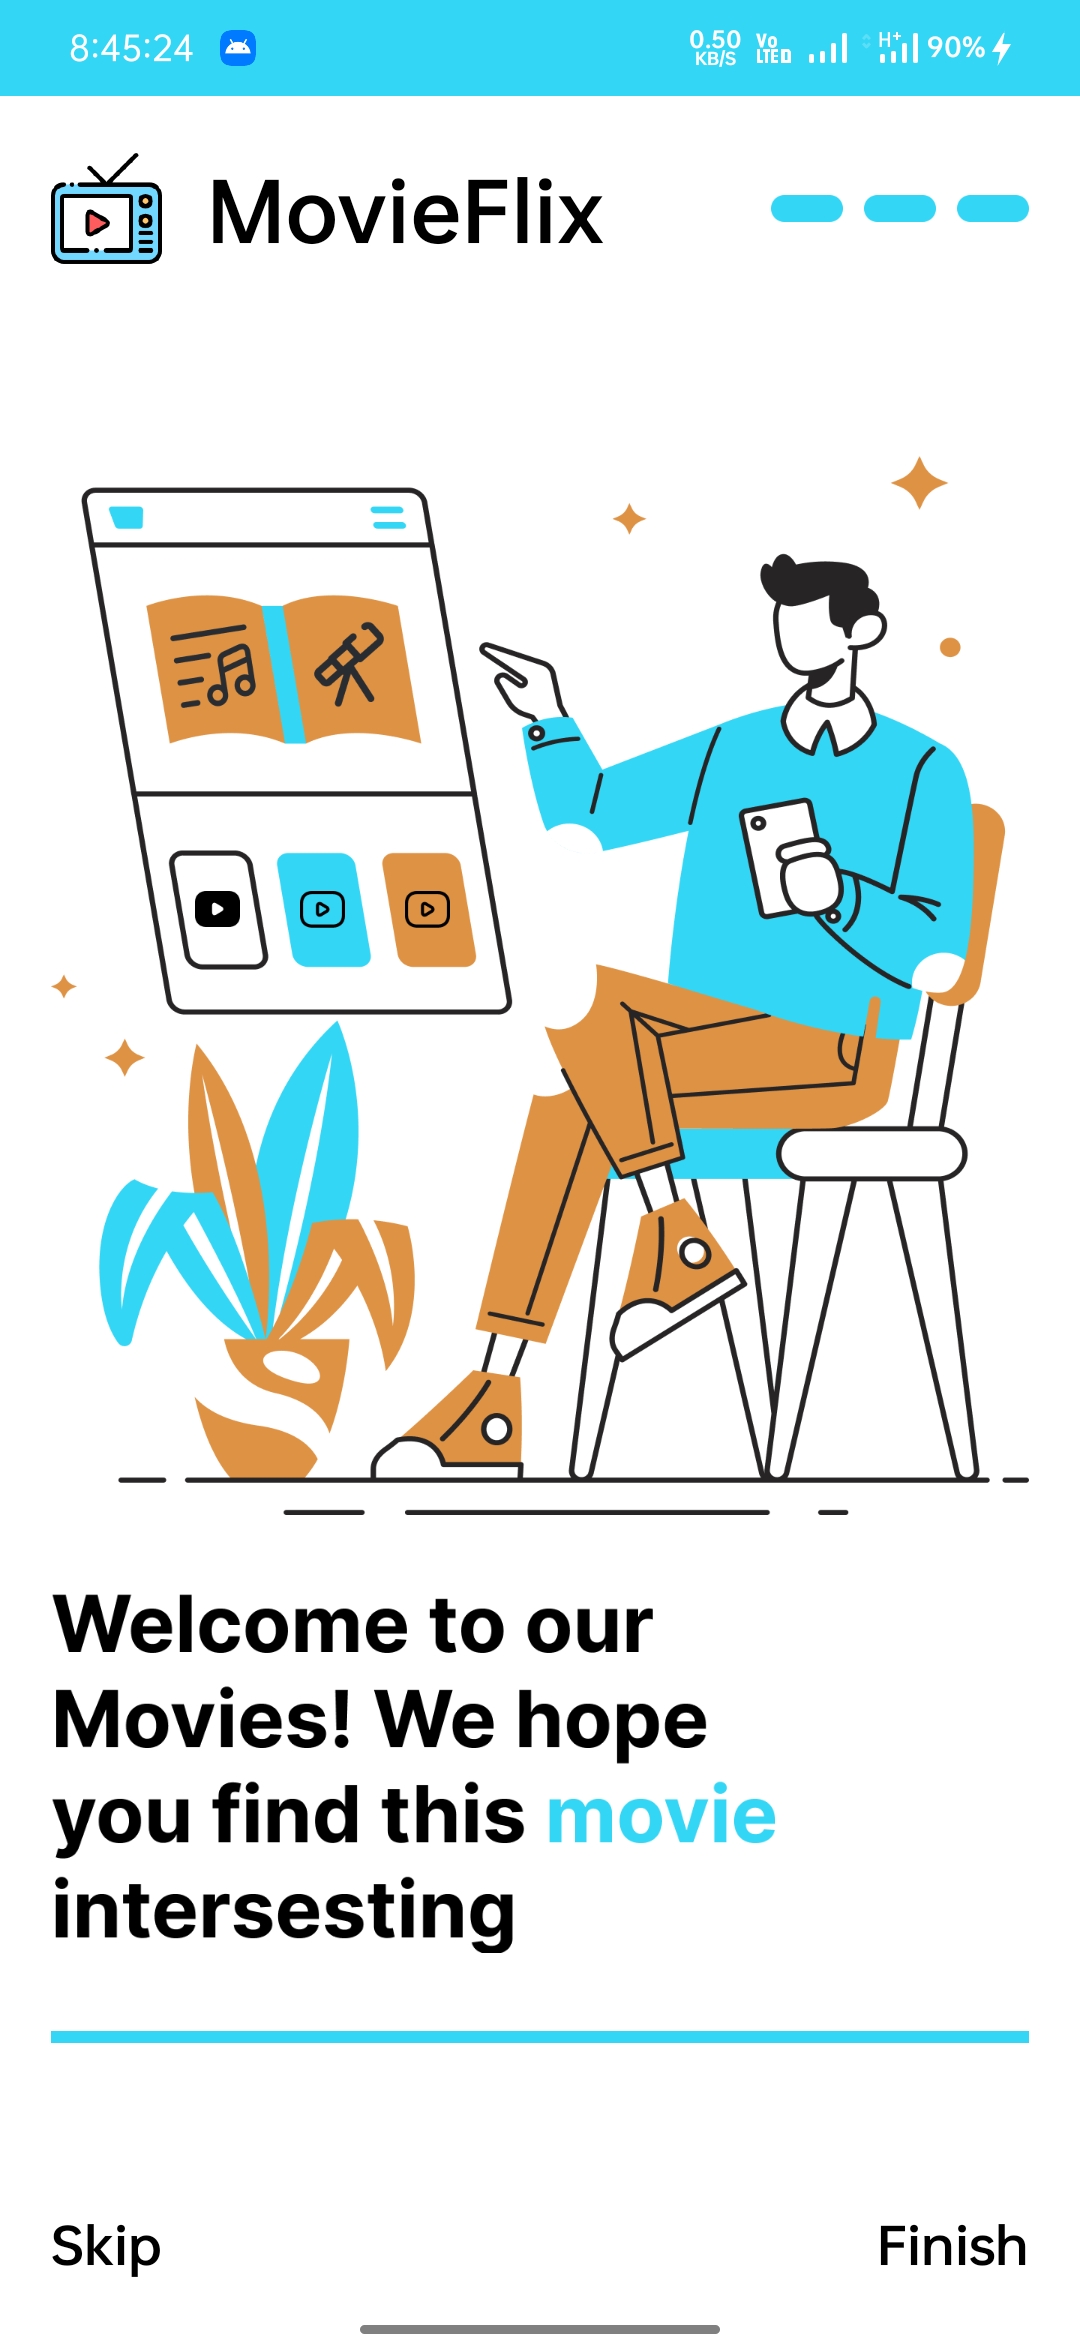 8:45:24
0.50 KB/S Vo LTE D H+ 90%
MovieFlix
Welcome to our
Movies! We hope
you find this movie
intersesting
Skip Finish